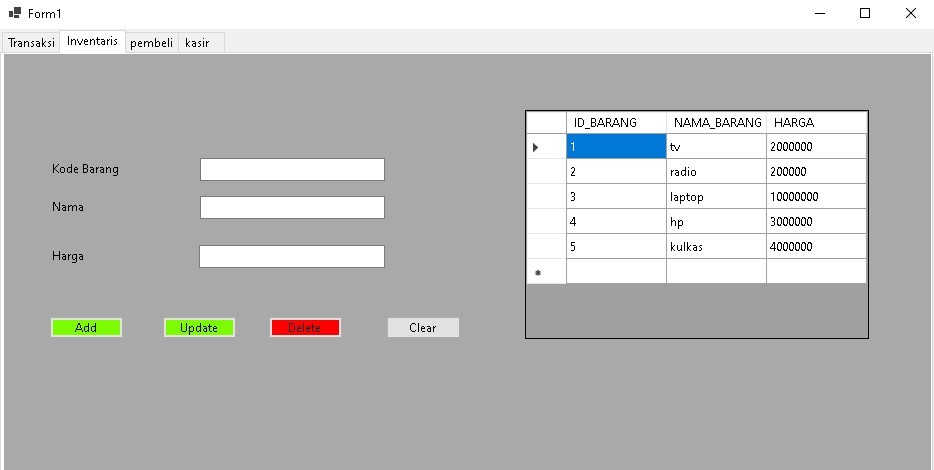 Form1
Transaksi Inventaris pembeli kasir
Kode Barang
Nama
Harga
Add Update Delete Clear
ID_BARANG NAMA_BARANG HARGA
1 tv 2000000
2 radio 200000
3 laptop 10000000
4 hp 3000000
5 kulkas 4000000